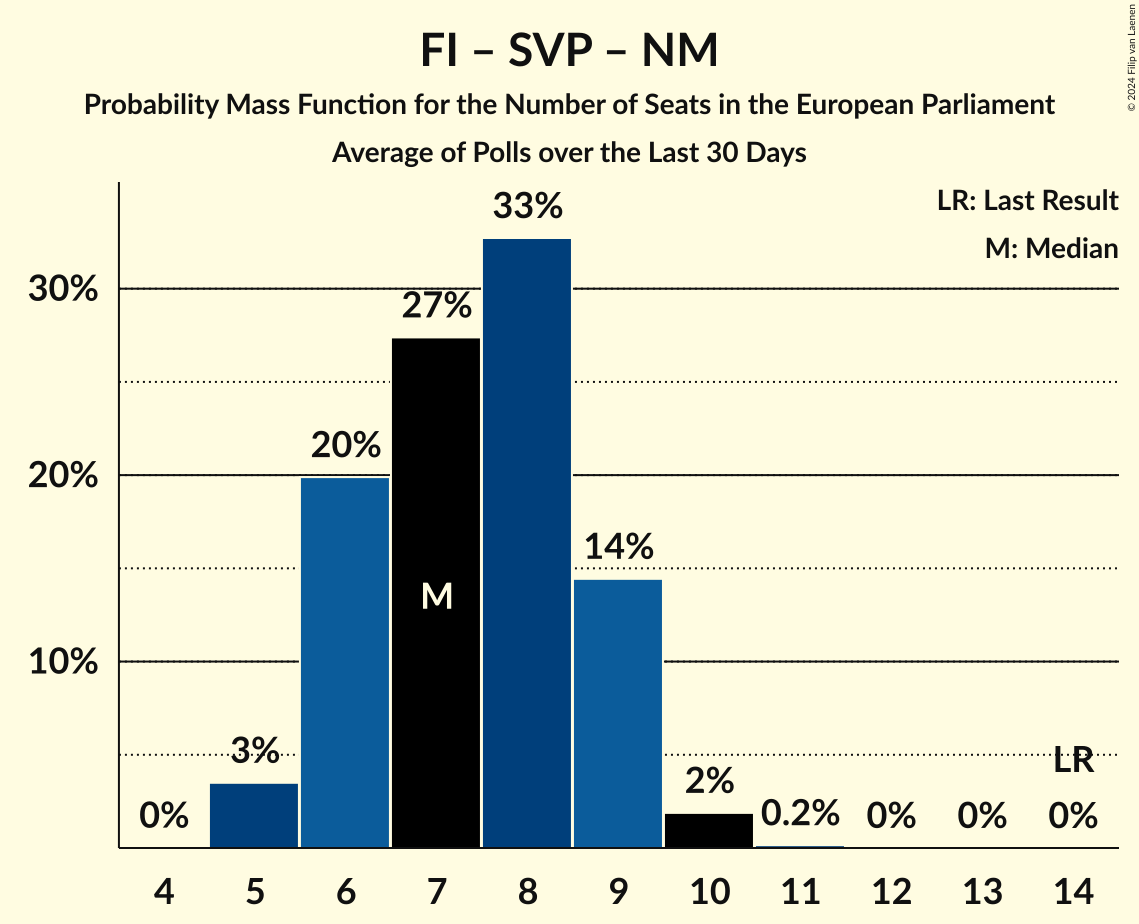 FI – SVP – NM
Probability Mass Function for the Number of Seats in the European Parliament
Average of Polls over the Last 30 Days
© 2024 Filip van Laenen
LR: Last Result
M: Median
30%
20%
10%
0%
3%
20%
27%
33%
14%
2%
0.2%
0%
0%
0%
M
LR
4 5 6 7 8 9 10 11 12 13 14